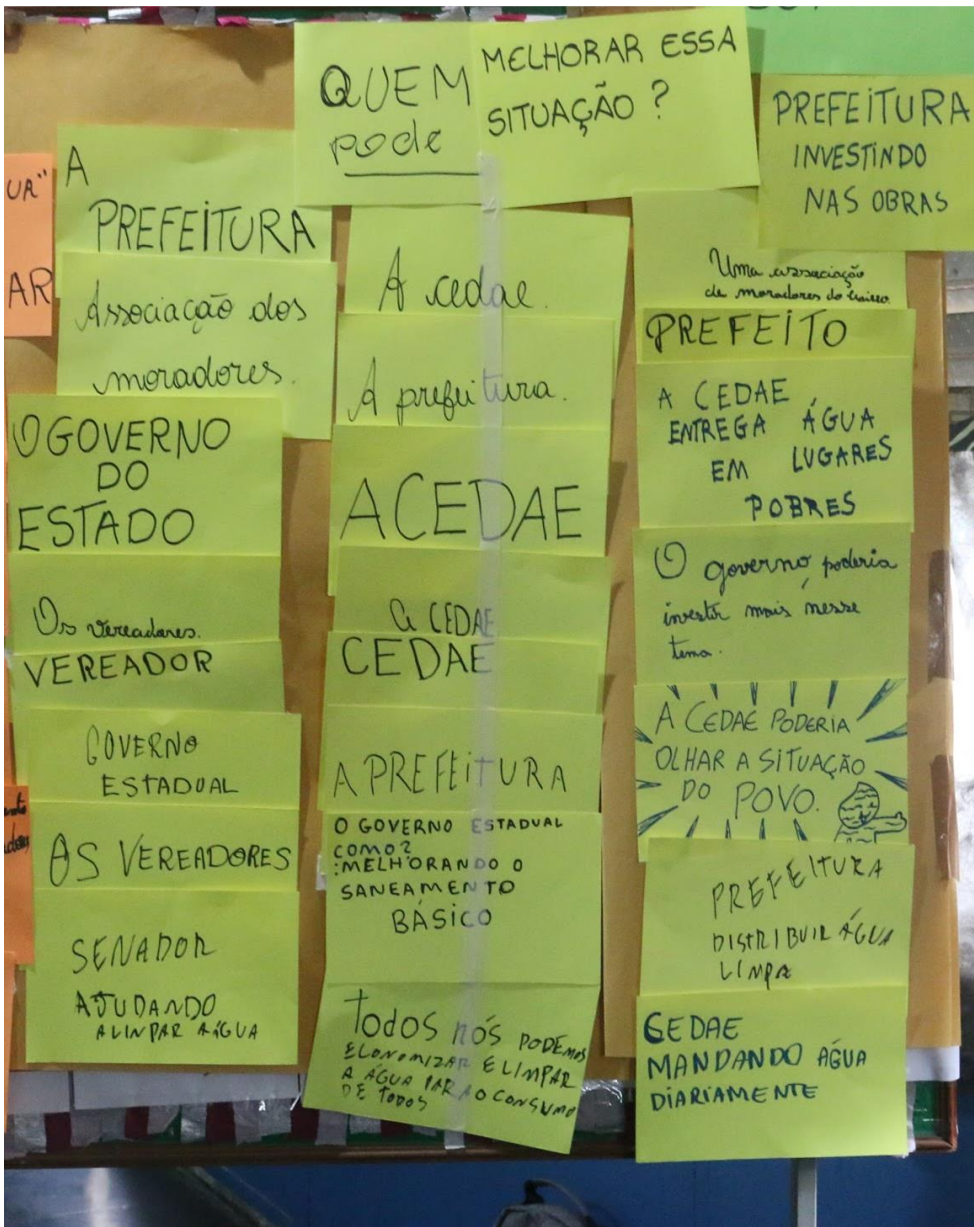 QUEM
pode
MELHORAR ESSA
SITUAÇÃO ?
UA"
AR
A
PREFEITURA
Associação dos
moradores.
O GOVERNO
DO
ESTADO
Os vereadores.
VEREADOR
GOVERNO
ESTADUAL
OS VEREADORES
SENADOR
AJUDANDO
A LINPAR A ÁGUA
A cedae.
A prefeitura.
A CEDAE
a CEDAE
CEDAE
A PREFEITURA
O GOVERNO ESTADUAL
COMO?
:MELHORANDO O
SANEAMENTO
BÁSICO
Todos nós PODEMOS
ECONOMIZAR E LIMPAR
A ÁGUA PARA O CONSUMO
DE TODOS
PREFEITURA
INVESTINDO
NAS OBRAS
Uma associação
de moradores do bairro.
PREFEITO
A CEDAE
ENTREGA ÁGUA
EM LUGARES
POBRES
O governo poderia
investir mais nesse
tema.
A CEDAE PODERIA
OLHAR A SITUAÇÃO
DO POVO.
PREFEITURA
DISTRIBUIR ÁGUA
LIMPA
CEDAE
MANDANDO ÁGUA
DIARIAMENTE